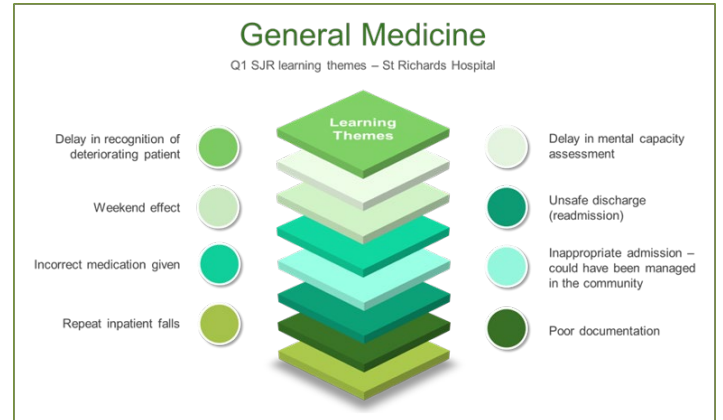 General Medicine
Q1 SJR learning themes – St Richards Hospital
Learning
Themes
Delay in recognition of
deteriorating patient
Weekend effect
Incorrect medication given
Repeat inpatient falls
Delay in mental capacity
assessment
Unsafe discharge
(readmission)
Inappropriate admission –
could have been managed
in the community
Poor documentation